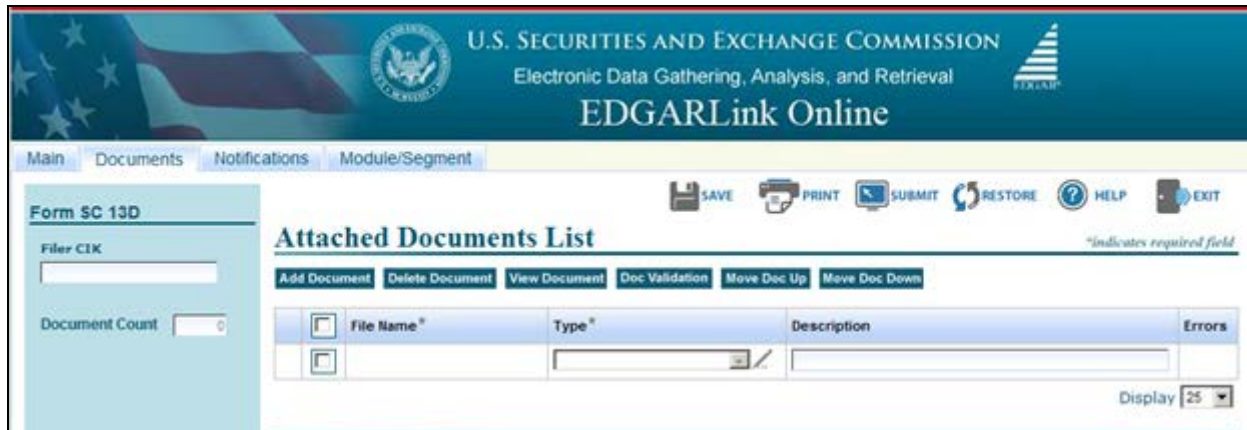 U.S. SECURITIES AND EXCHANGE COMMISSION
Electronic Data Gathering, Analysis, and Retrieval
EDGAR
EDGARLink Online
Main Documents Notifications Module/Segment
SAVE PRINT SUBMIT RESTORE HELP EXIT
Form SC 13D
Attached Documents List *indicates required field
Filer CIK
Add Document Delete Document View Document Doc Validation Move Doc Up Move Doc Down
Document Count 0
File Name* Type* Description Errors
Display 25